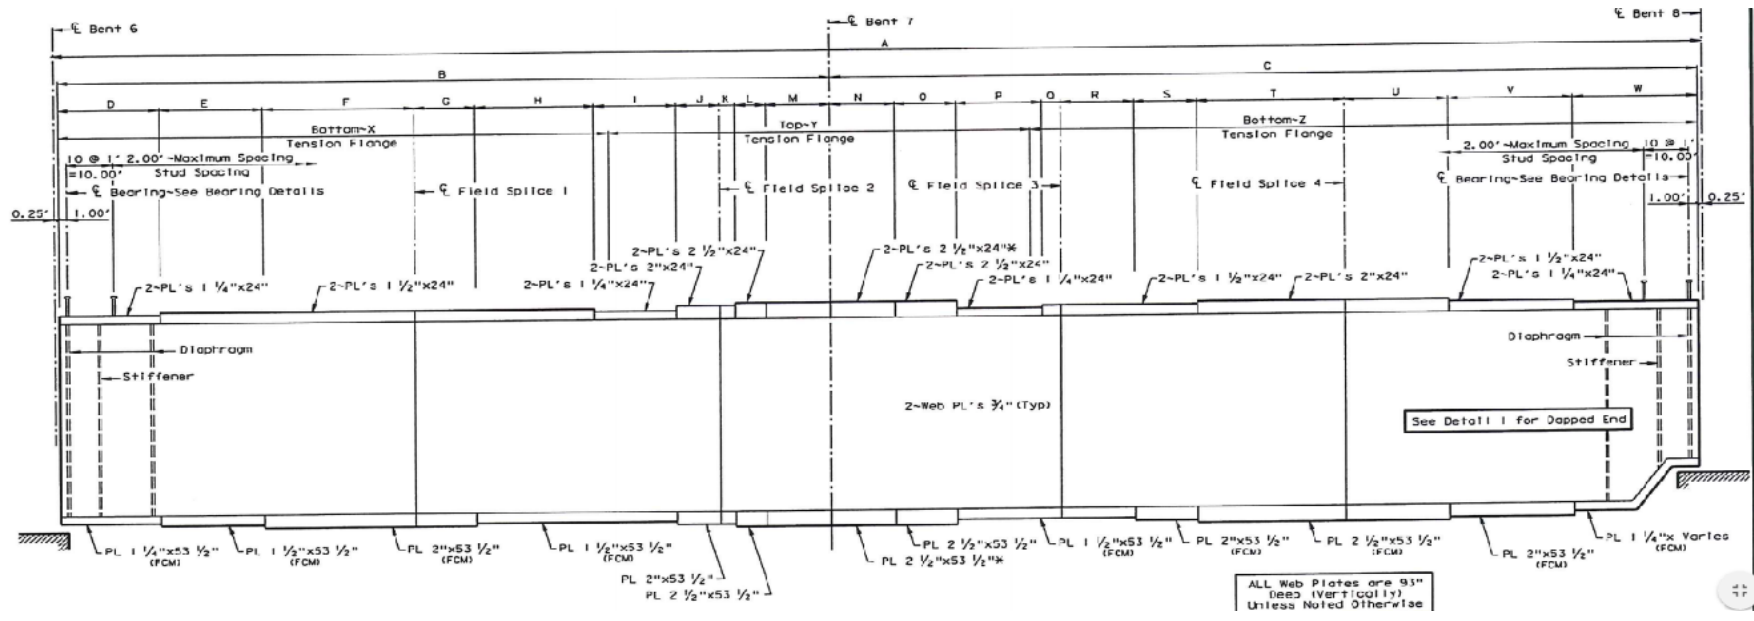 ℄ Bent 6
℄ Bent 7
℄ Bent 8
A
B
C
D E F G H I J K L M N O P Q R S T U V W
Bottom~X
Tension Flange
Top~Y
Tension Flange
Bottom~Z
Tension Flange
10 @ 1'
=10.00'
2.00'~Maximum Spacing
Stud Spacing
2.00'~Maximum Spacing
Stud Spacing
10 @ 1'
=10.00'
℄ Bearing~See Bearing Details
℄ Field Splice 1
℄ Field Splice 2
℄ Field Splice 3
℄ Field Splice 4
℄ Bearing~See Bearing Details
0.25'
1.00'
1.00'
0.25'
2~PL's 2 ½"x24"
2~PL's 2 ½"x24"*
2~PL's 2"x24"
2~PL's 2 ½"x24"
2~PL's 1 ½"x24"
2~PL's 1 ¼"x24"
2~PL's 1 ½"x24"
2~PL's 1 ¼"x24"
2~PL's 1 ¼"x24"
2~PL's 1 ½"x24"
2~PL's 2"x24"
2~PL's 1 ¼"x24"
Diaphragm
Stiffener
Diaphragm
Stiffener
2~Web PL's ¾" (Typ)
See Detail 1 for Dapped End
PL 1 ¼"x53 ½"
(FCM)
PL 1 ½"x53 ½"
(FCM)
PL 2"x53 ½"
(FCM)
PL 1 ½"x53 ½"
(FCM)
PL 2"x53 ½"
PL 2 ½"x53 ½"
PL 2 ½"x53 ½"
PL 2 ½"x53 ½"*
PL 1 ½"x53 ½"
(FCM)
PL 2"x53 ½"
(FCM)
PL 2 ½"x53 ½"
(FCM)
PL 2"x53 ½"
(FCM)
PL 1 ¼"x Varies
(FCM)
ALL Web Plates are 93"
Deep (Vertically)
Unless Noted Otherwise